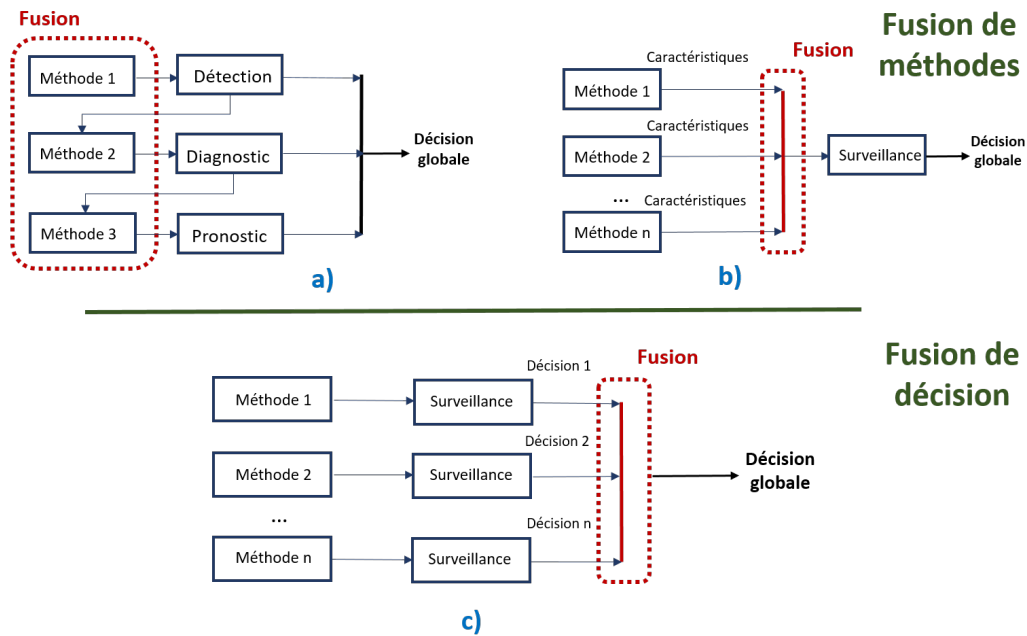 Fusion
Méthode 1
Détection
Méthode 2
Diagnostic
Méthode 3
Pronostic
Décision
globale
a)
Fusion de
méthodes
Fusion
Caractéristiques
Méthode 1
Caractéristiques
Méthode 2
...
Caractéristiques
Méthode n
Surveillance
Décision
globale
b)
Fusion de
décision
Fusion
Décision 1
Méthode 1
Surveillance
Décision 2
Méthode 2
Surveillance
...
Décision n
Méthode n
Surveillance
Décision
globale
c)